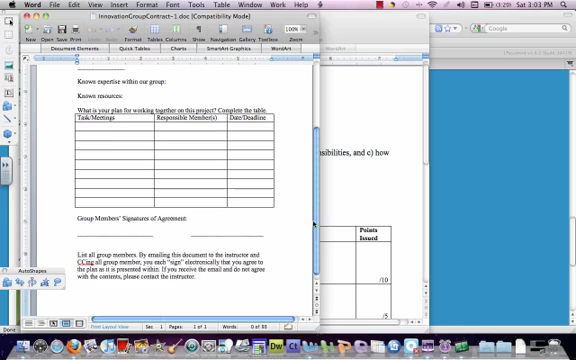 View Insert Format Font Tools Table Window Work Help
Sat 3:03 PM
InnovationGroupContract-1.doc [Compatibility Mode]
100%
New Open Save Print Format Tables Columns Show Navigation Gallery Toolbox Zoom
Google
Document Elements Quick Tables Charts SmartArt Graphics WordArt
Known expertise within our group:
Known resources:
What is your plan for working together on this project? Complete the table.
Task/Meetings Responsible Member(s) Date/Deadline
sibilities, and c) how
Group Members' Signatures of Agreement:
Points
Issued
List all group members. By emailing this document to the instructor and
CCing all group member, you each "sign" electronically that you agree to
the plan as it is presented within. If you receive the email and do not agree
with the contents, please contact the instructor.
AutoShapes
/10
/5
Print Layout View Sec 1 Pages: 1 of 1 Words: 0 of 93
Done